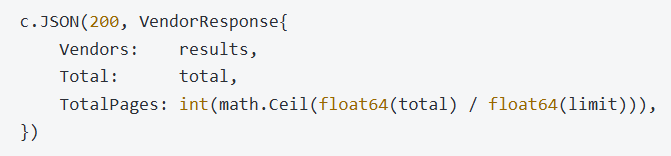 c.JSON(200, VendorResponse{
    Vendors:    results,
    Total:      total,
    TotalPages: int(math.Ceil(float64(total) / float64(limit))),
})